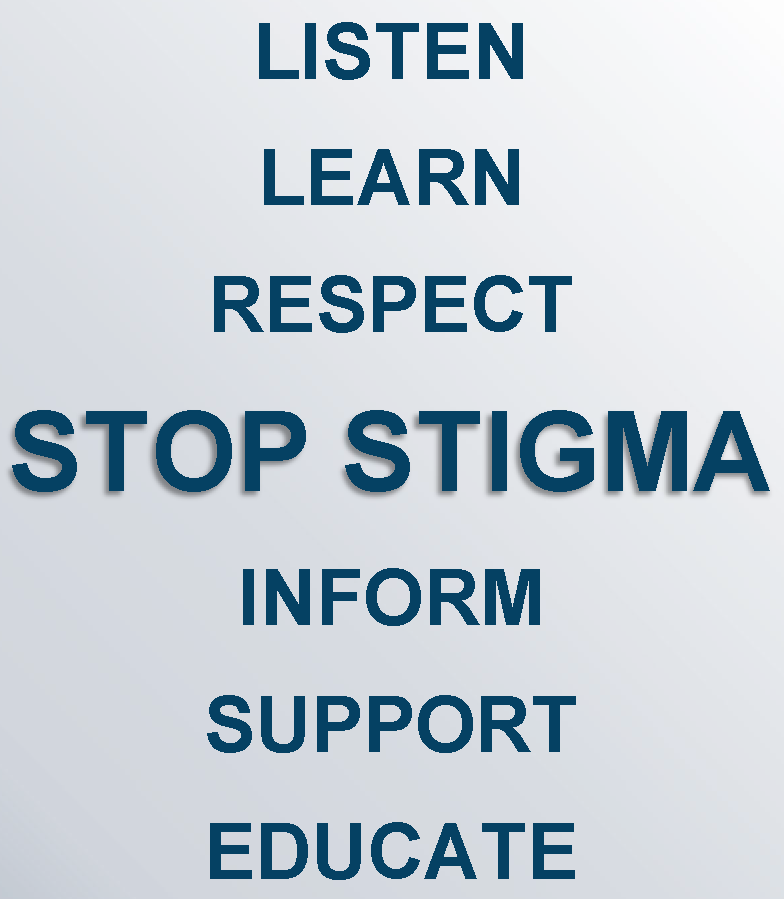 LISTEN
LEARN
RESPECT
STOP STIGMA
INFORM
SUPPORT
EDUCATE